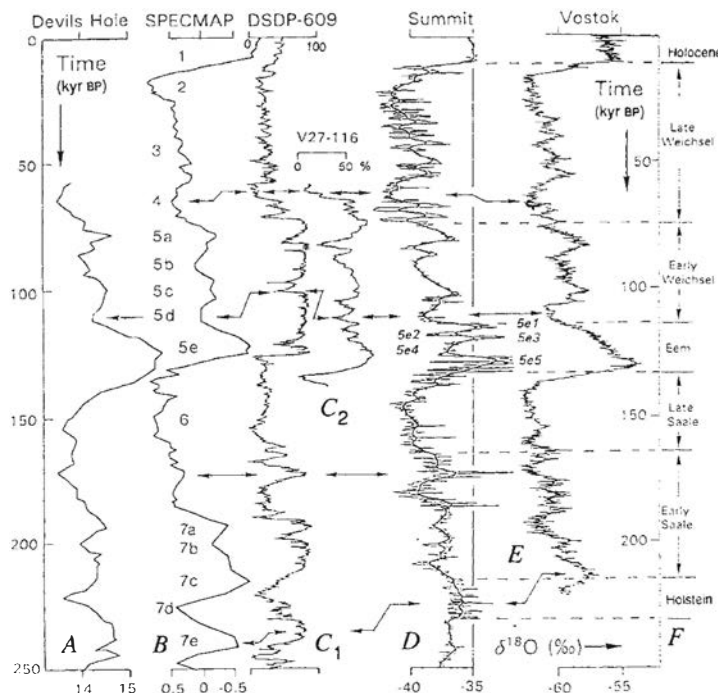 Devils Hole SPECMAP DSDP-609 Summit Vostok
0 0 100
Time
(kyr BP)
1
2
Holocene
Time
(kyr BP)
V27-116
0 50 %
Late
Weichsel
50
3
50
4
5a
5b
Early
Weichsel
5c
100
100
5d
5e1
5e2
5e3
5e
5e4
5e5
Eem
C2
150
6
150
Late
Saale
Early
Saale
7a
200
7b
200
E
7c
Holstein
7d
A B 7e C1 D F
δ18O (‰)
250
14 15 0.5 0 -0.5 -40 -35 -60 -55